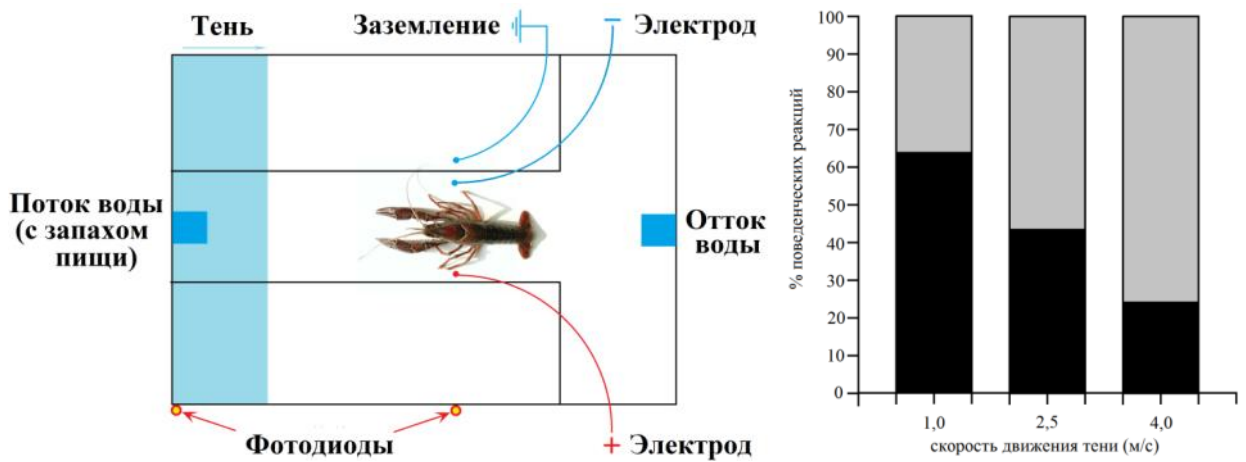 Тень
Заземление
− Электрод
Поток воды
(с запахом
пищи)
Отток
воды
Фотодиоды
+ Электрод
% поведенческих реакций
100
90
80
70
60
50
40
30
20
10
0
1,0 2,5 4,0
скорость движения тени (м/с)